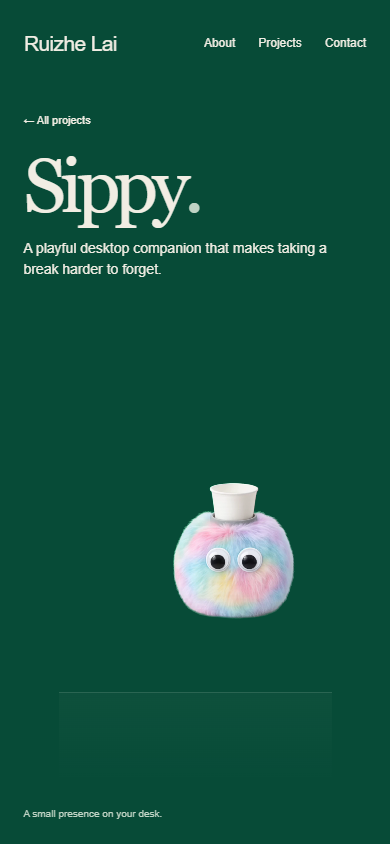 Ruizhe Lai
About Projects Contact
← All projects
Sippy.
A playful desktop companion that makes taking a
break harder to forget.
A small presence on your desk.